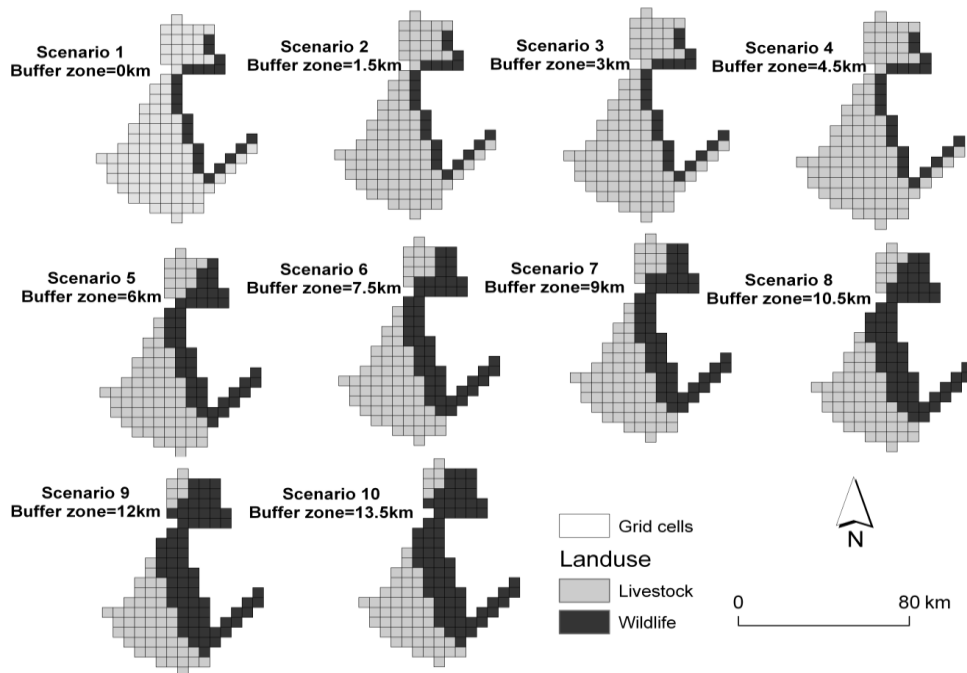 Scenario 1
Buffer zone=0km
Scenario 2
Buffer zone=1.5km
Scenario 3
Buffer zone=3km
Scenario 4
Buffer zone=4.5km
Scenario 5
Buffer zone=6km
Scenario 6
Buffer zone=7.5km
Scenario 7
Buffer zone=9km
Scenario 8
Buffer zone=10.5km
Scenario 9
Buffer zone=12km
Scenario 10
Buffer zone=13.5km
Grid cells
Landuse
Livestock
Wildlife
N
0 80 km